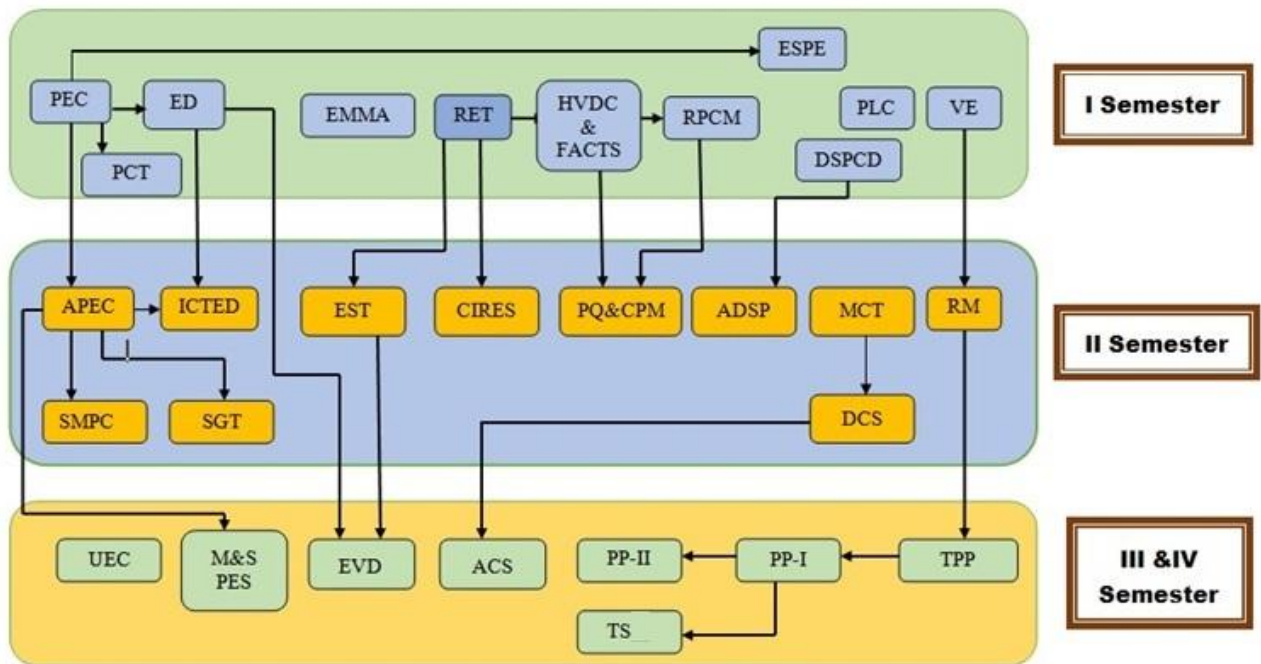 ESPE
PEC
ED
EMMA
RET
HVDC
&
FACTS
RPCM
PLC
VE
PCT
DSPCD
I Semester
APEC
ICTED
EST
CIRES
PQ&CPM
ADSP
MCT
RM
II Semester
SMPC
SGT
DCS
UEC
M&S
PES
EVD
ACS
PP-II
PP-I
TPP
TS__
III &IV
Semester